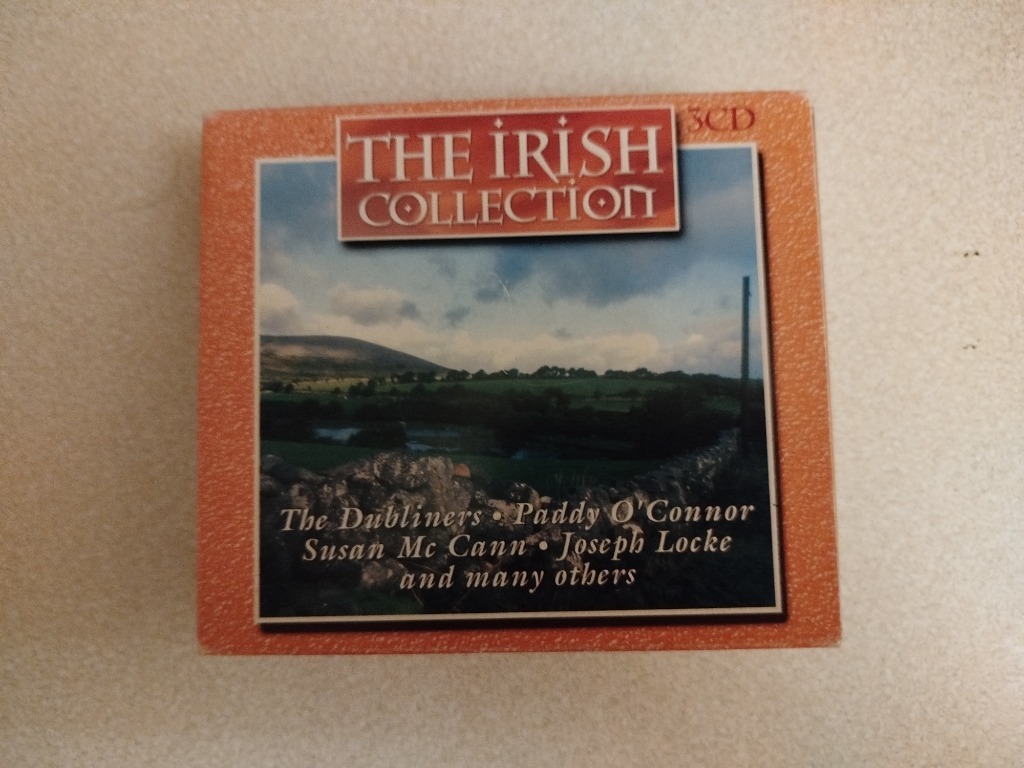 THE IRISH
COLLECTION
3CD
The Dubliners • Paddy O'Connor
Susan Mc Cann • Joseph Locke
and many others